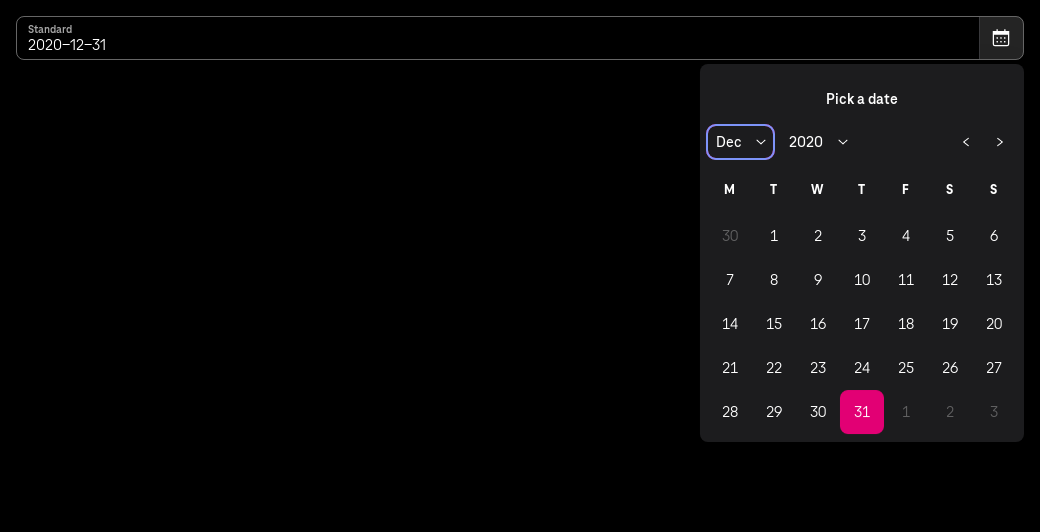 Standard
2020-12-31
Pick a date
Dec 2020
M T W T F S S
30 1 2 3 4 5 6
7 8 9 10 11 12 13
14 15 16 17 18 19 20
21 22 23 24 25 26 27
28 29 30 31 1 2 3